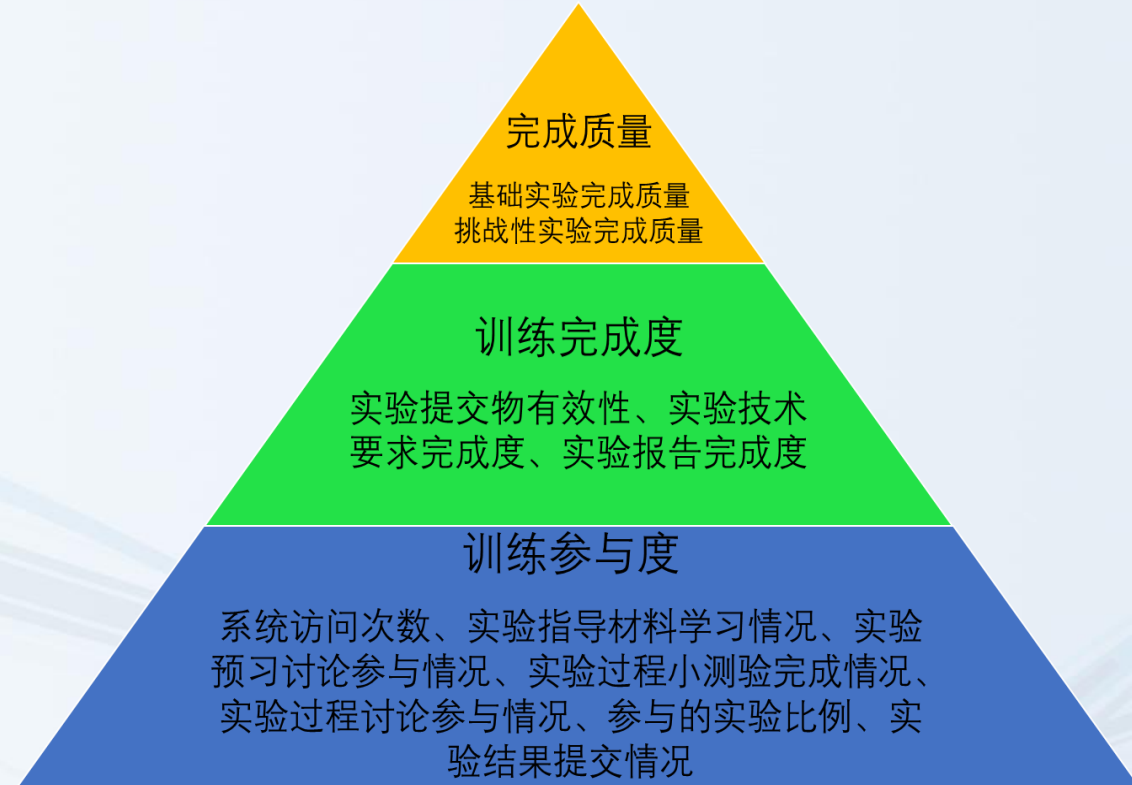 完成质量
基础实验完成质量
挑战性实验完成质量
训练完成度
实验提交物有效性、实验技术
要求完成度、实验报告完成度
训练参与度
系统访问次数、实验指导材料学习情况、实验
预习讨论参与情况、实验过程小测验完成情况、
实验过程讨论参与情况、参与的实验比例、实
验结果提交情况